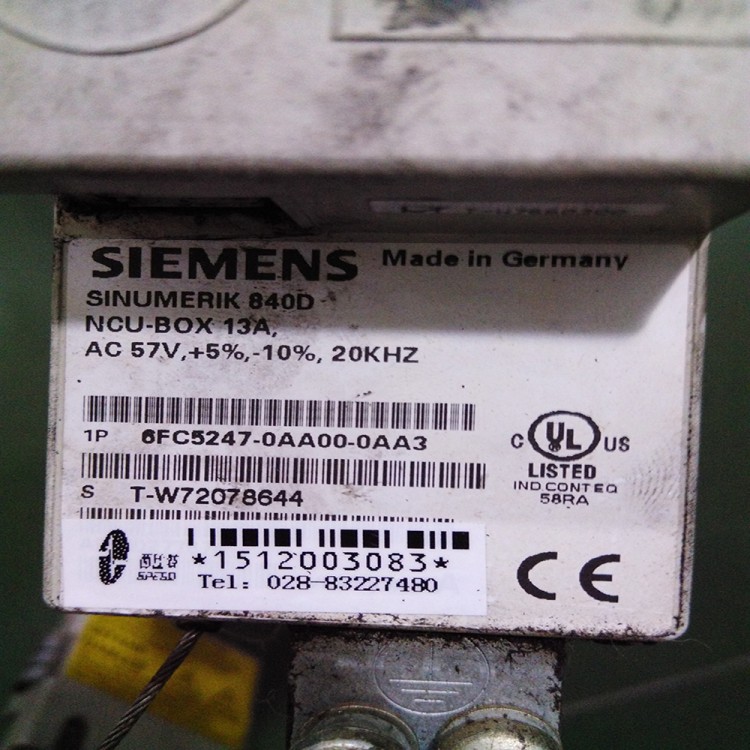 SIEMENS Made in Germany
SINUMERIK 840D
NCU-BOX 13A,
AC 57V,+5%,-10%, 20KHZ
1P 6FC5247-0AA00-0AA3
S T-W72078644
C UL US
LISTED
IND CONT EQ
58RA
*1512003083*
Tel: 028-83227480
CE